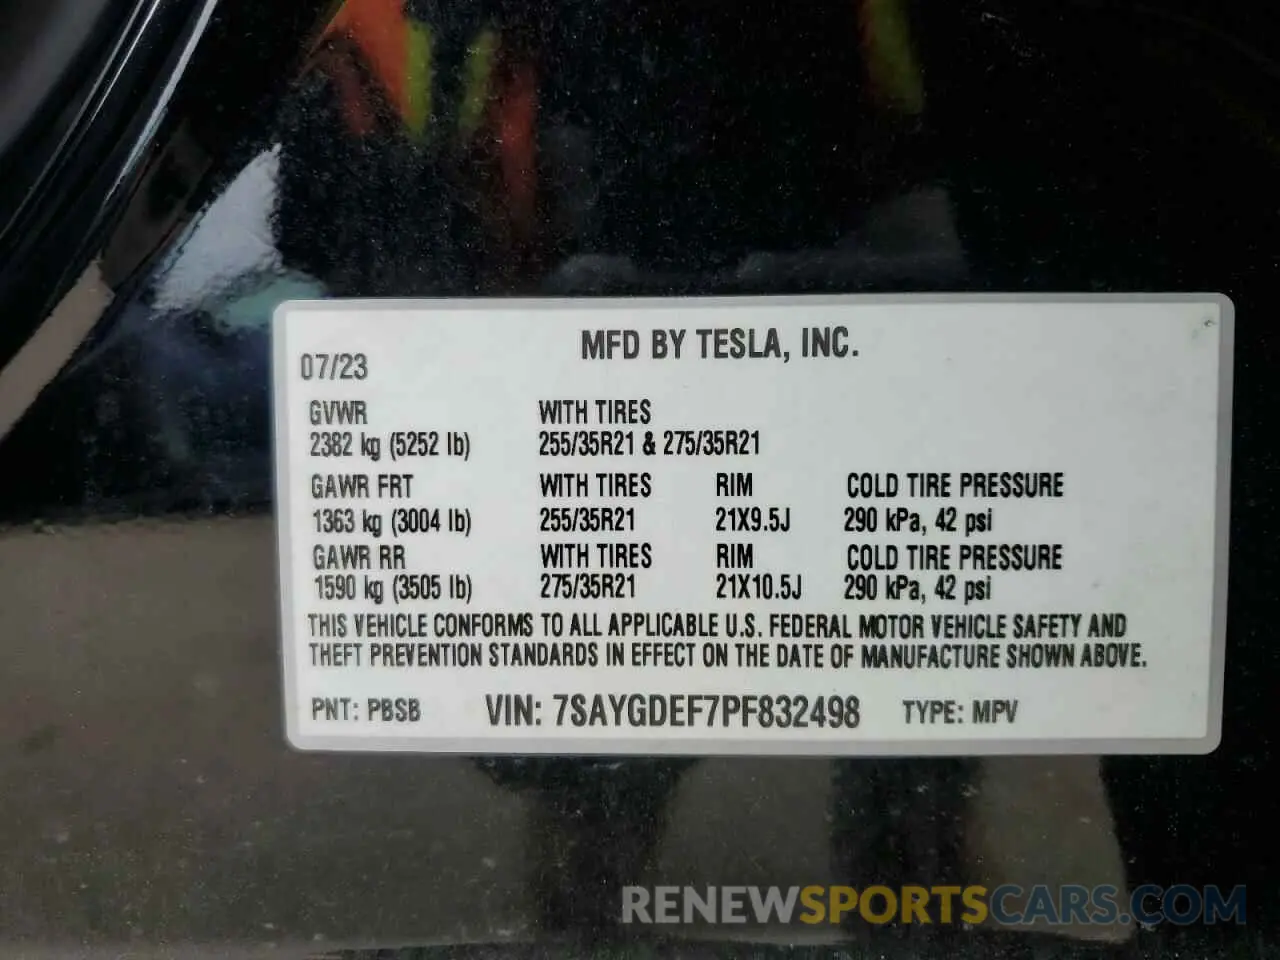 MFD BY TESLA, INC.
07/23
GVWR WITH TIRES
2382 kg (5252 lb) 255/35R21 & 275/35R21
GAWR FRT WITH TIRES RIM COLD TIRE PRESSURE
1363 kg (3004 lb) 255/35R21 21X9.5J 290 kPa, 42 psi
GAWR RR WITH TIRES RIM COLD TIRE PRESSURE
1590 kg (3505 lb) 275/35R21 21X10.5J 290 kPa, 42 psi
THIS VEHICLE CONFORMS TO ALL APPLICABLE U.S. FEDERAL MOTOR VEHICLE SAFETY AND
THEFT PREVENTION STANDARDS IN EFFECT ON THE DATE OF MANUFACTURE SHOWN ABOVE.
PNT: PBSB VIN: 7SAYGDEF7PF832498 TYPE: MPV
RENEWSPORTSCARS.COM